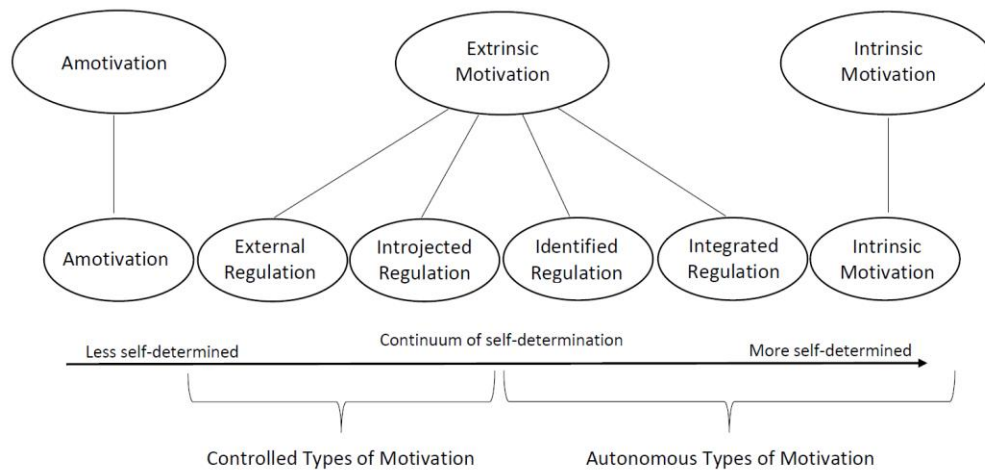 Amotivation
Extrinsic
Motivation
Intrinsic
Motivation
Amotivation
External
Regulation
Introjected
Regulation
Identified
Regulation
Integrated
Regulation
Intrinsic
Motivation
Less self-determined
Continuum of self-determination
More self-determined
Controlled Types of Motivation
Autonomous Types of Motivation